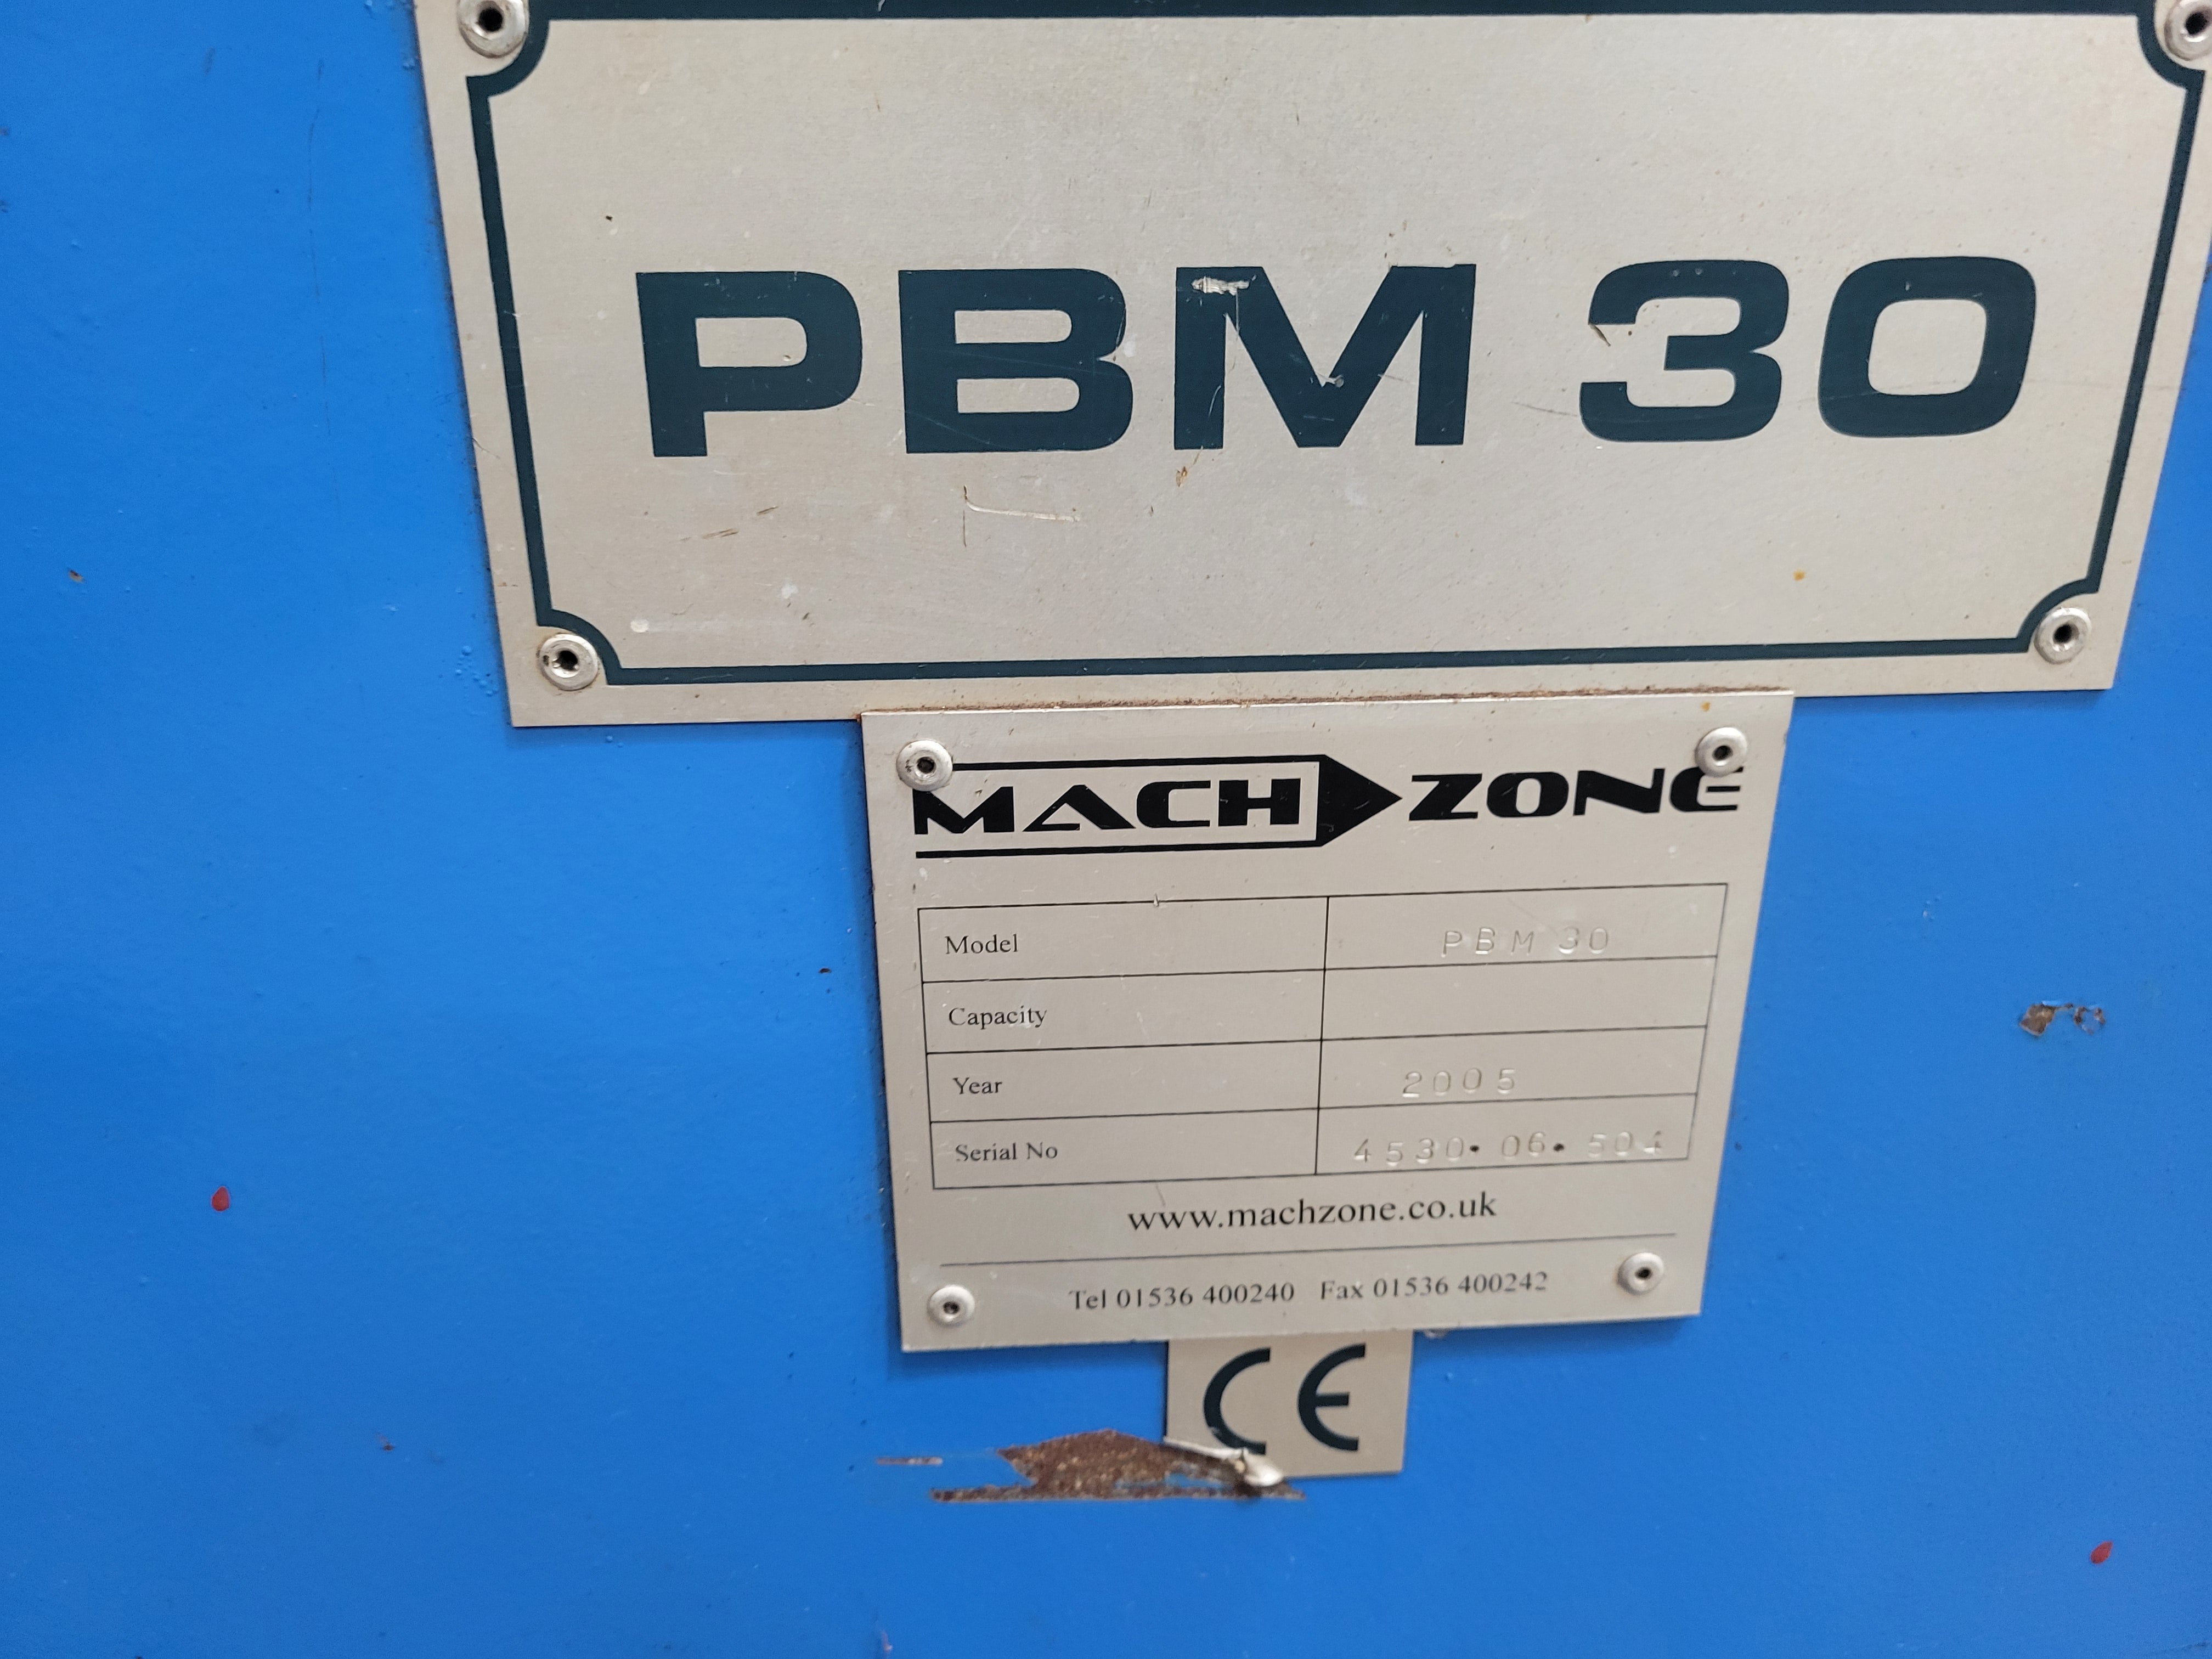 PBM 30
MACH ZONE
Model PBM 30
Capacity
Year 2005
Serial No 4530• 06• 504
www.machzone.co.uk
Tel 01536 400240 Fax 01536 400242
CE